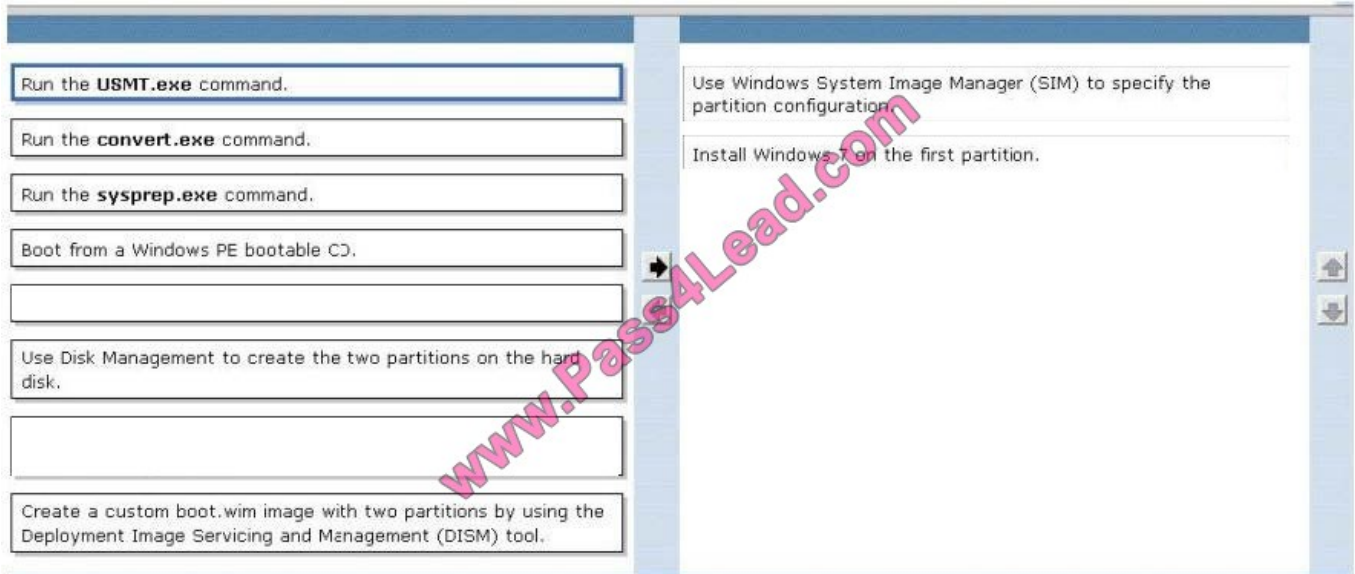 Run the USMT.exe command.
Run the convert.exe command.
Run the sysprep.exe command.
Boot from a Windows PE bootable CD.
Use Disk Management to create the two partitions on the hard
disk.
Create a custom boot.wim image with two partitions by using the
Deployment Image Servicing and Management (DISM) tool.
Use Windows System Image Manager (SIM) to specify the
partition configuration.
Install Windows 7 on the first partition.
www.Pass4Lead.com